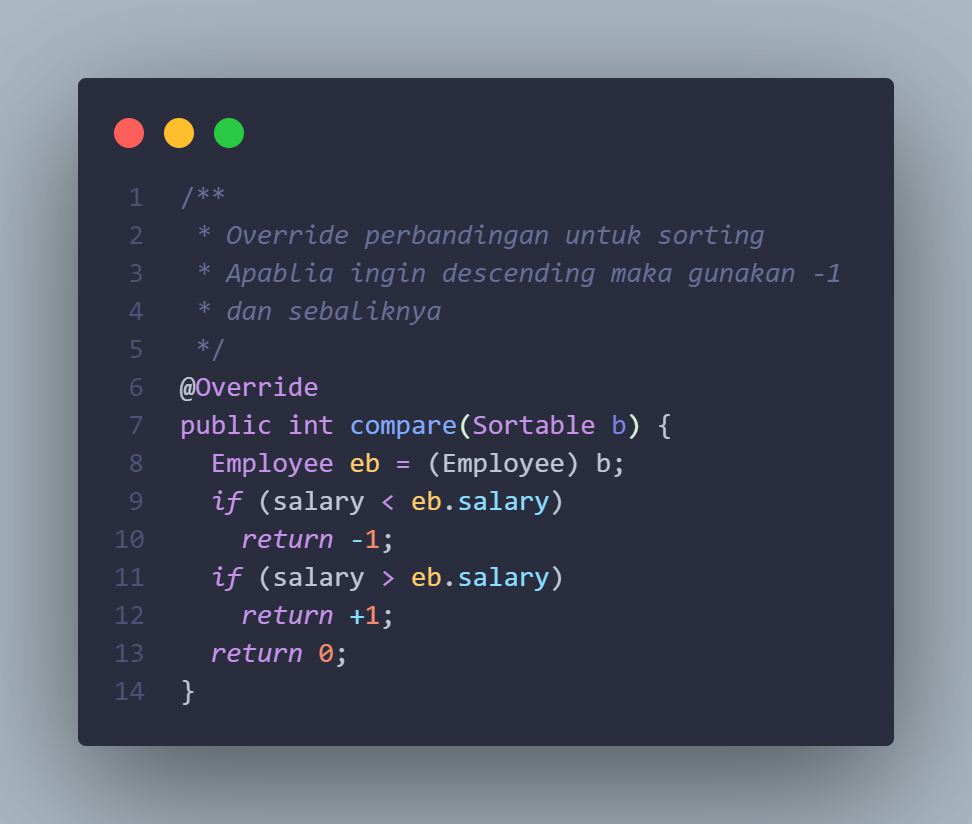 1 /**
2  * Override perbandingan untuk sorting
3  * Apablia ingin descending maka gunakan -1
4  * dan sebaliknya
5  */
6 @Override
7 public int compare(Sortable b) {
8   Employee eb = (Employee) b;
9   if (salary < eb.salary)
10     return -1;
11   if (salary > eb.salary)
12     return +1;
13   return 0;
14 }